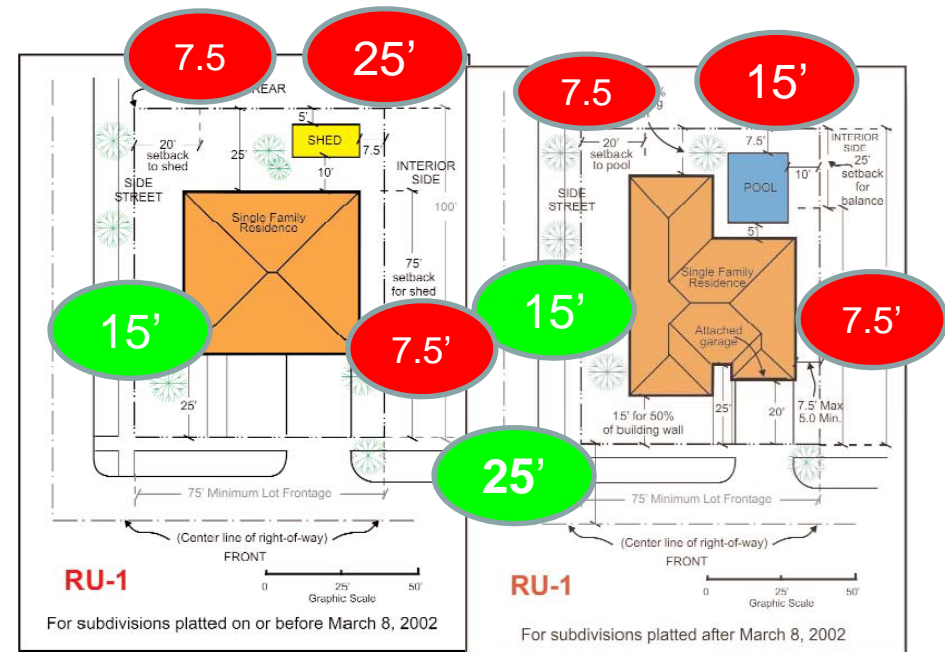 7.5
25’
7.5
15’
REAR
5'
SHED
7.5'
20'
setback
to shed
25'
10'
SIDE
STREET
INTERIOR
SIDE
100'
Single Family
Residence
75'
setback
for shed
15’
7.5’
25'
75' Minimum Lot Frontage
(Center line of right-of-way)
FRONT
RU-1
0 25' 50'
Graphic Scale
For subdivisions platted on or before March 8, 2002
20'
setback
to pool
7.5'
INTERIOR
SIDE
25'
setback
for
balance
POOL
10'
SIDE
STREET
5'
Single Family
Residence
Attached
garage
15’
7.5’
25'
20'
7.5' Max
5.0 Min.
15' for 50%
of building wall
25’
75' Minimum Lot Frontage
(Center line of right-of-way)
FRONT
RU-1
0 25' 50'
Graphic Scale
For subdivisions platted after March 8, 2002